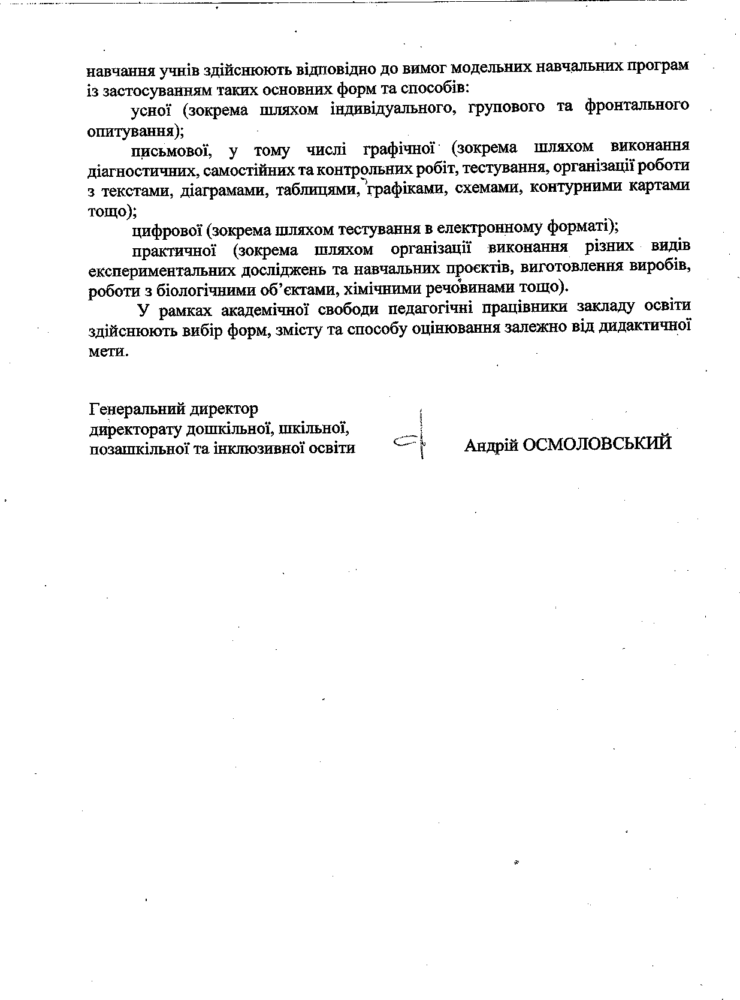 навчання учнів здійснюють відповідно до вимог модельних навчальних програм
із застосуванням таких основних форм та способів:
усної (зокрема шляхом індивідуального, групового та фронтального
опитування);
письмової, у тому числі графічної (зокрема шляхом виконання
діагностичних, самостійних та контрольних робіт, тестування, організації роботи
з текстами, діаграмами, таблицями, графіками, схемами, контурними картами
тощо);
цифрової (зокрема шляхом тестування в електронному форматі);
практичної (зокрема шляхом організації виконання різних видів
експериментальних досліджень та навчальних проєктів, виготовлення виробів,
роботи з біологічними об’єктами, хімічними речовинами тощо).
У рамках академічної свободи педагогічні працівники закладу освіти
здійснюють вибір форм, змісту та способу оцінювання залежно від дидактичної
мети.
Генеральний директор
директорату дошкільної, шкільної,
позашкільної та інклюзивної освіти
Андрій ОСМОЛОВСЬКИЙ